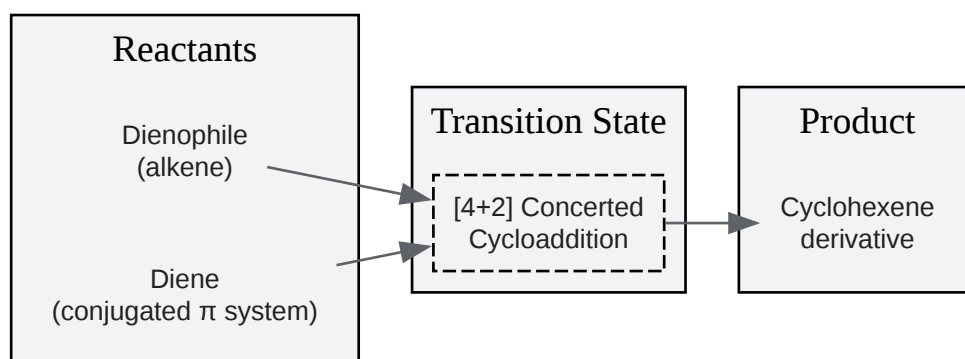 Reactants
Dienophile
(alkene)
Diene
(conjugated π system)
Transition State
[4+2] Concerted
Cycloaddition
Product
Cyclohexene
derivative